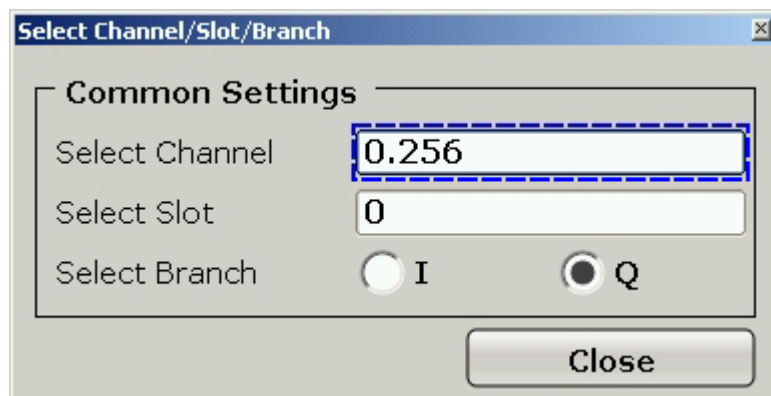 Select Channel/Slot/Branch
Common Settings
Select Channel 0.256
Select Slot 0
Select Branch I Q
Close